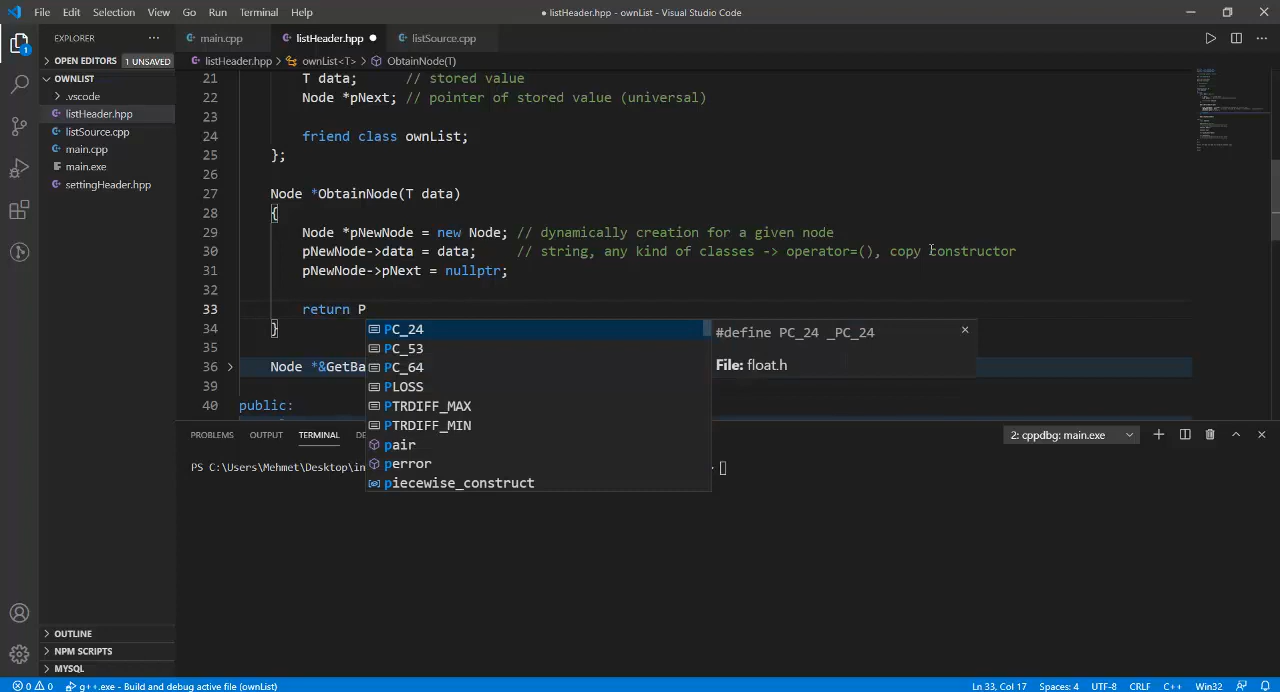 File Edit Selection View Go Run Terminal Help
● listHeader.hpp - ownList - Visual Studio Code
EXPLORER
main.cpp
listHeader.hpp
listSource.cpp
OPEN EDITORS 1 UNSAVED
listHeader.hpp > ownList<T> > ObtainNode(T)
OWNLIST
.vscode
listHeader.hpp
listSource.cpp
main.cpp
main.exe
settingHeader.hpp
21 T data; // stored value
22 Node *pNext; // pointer of stored value (universal)
23
24 friend class ownList;
25 };
26
27 Node *ObtainNode(T data)
28 {
29 Node *pNewNode = new Node; // dynamically creation for a given node
30 pNewNode->data = data; // string, any kind of classes -> operator=(), copy constructor
31 pNewNode->pNext = nullptr;
32
33 return P
34 }
35
36 Node *&GetBa
39
40 public:
PC_24
PC_53
PC_64
PLOSS
PTRDIFF_MAX
PTRDIFF_MIN
pair
perror
piecewise_construct
#define PC_24 _PC_24
File: float.h
PROBLEMS OUTPUT TERMINAL DE
2: cppdbg: main.exe
PS C:\Users\Mehmet\Desktop\in
OUTLINE
NPM SCRIPTS
MYSQL
1
0 0 g++.exe - Build and debug active file (ownList)
Ln 33, Col 17 Spaces: 4 UTF-8 CRLF C++ Win32